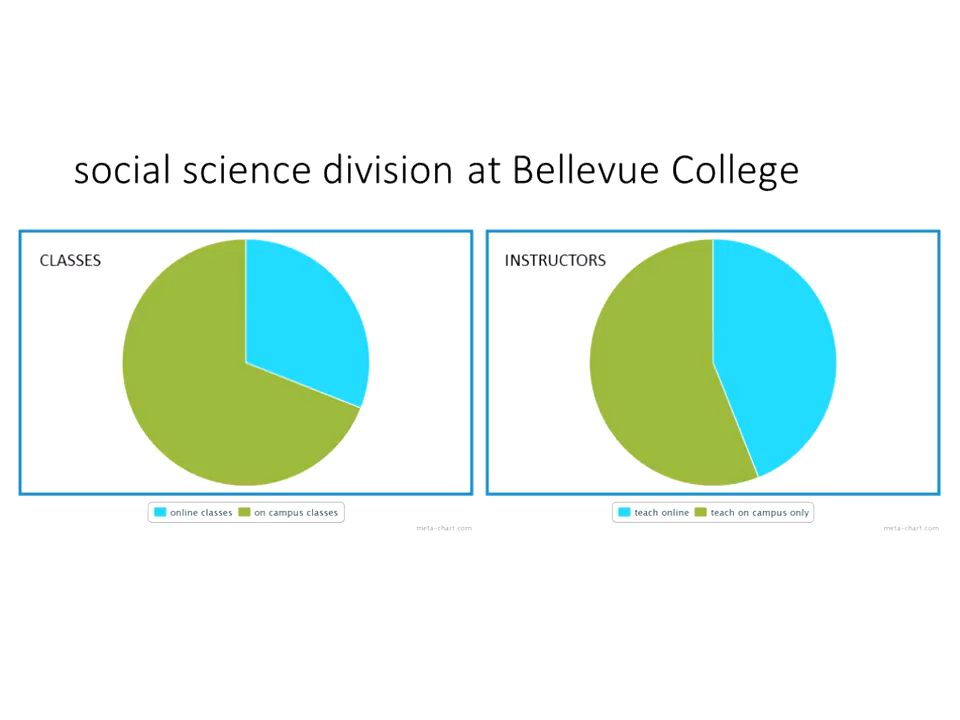 social science division at Bellevue College
CLASSES
online classes on campus classes
meta-chart.com
INSTRUCTORS
teach online teach on campus only
meta-chart.com